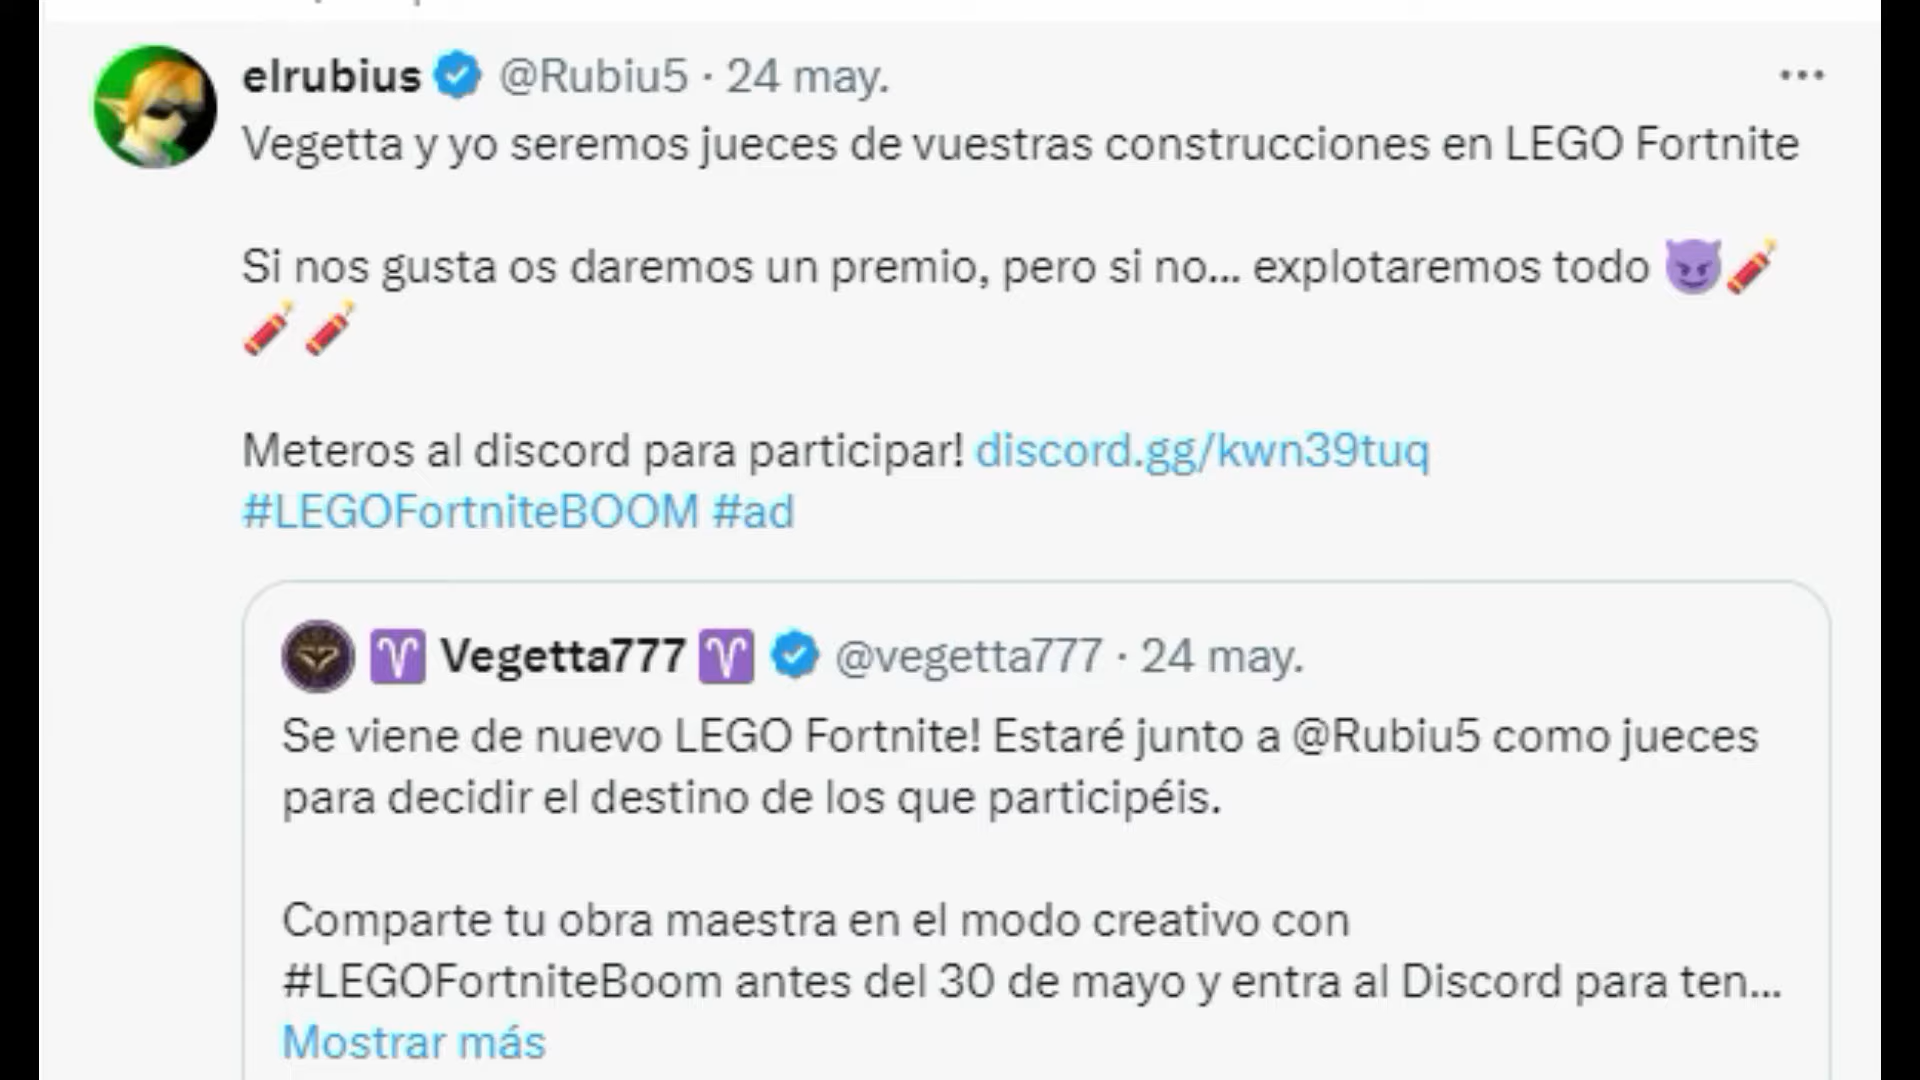 elrubius @Rubiu5 · 24 may.
Vegetta y yo seremos jueces de vuestras construcciones en LEGO Fortnite
Si nos gusta os daremos un premio, pero si no... explotaremos todo 😈🧨
🧨🧨
Meteros al discord para participar! discord.gg/kwn39tuq
#LEGOFortniteBOOM #ad
♈ Vegetta777 ♈ @vegetta777 · 24 may.
Se viene de nuevo LEGO Fortnite! Estaré junto a @Rubiu5 como jueces
para decidir el destino de los que participéis.
Comparte tu obra maestra en el modo creativo con
#LEGOFortniteBoom antes del 30 de mayo y entra al Discord para ten...
Mostrar más